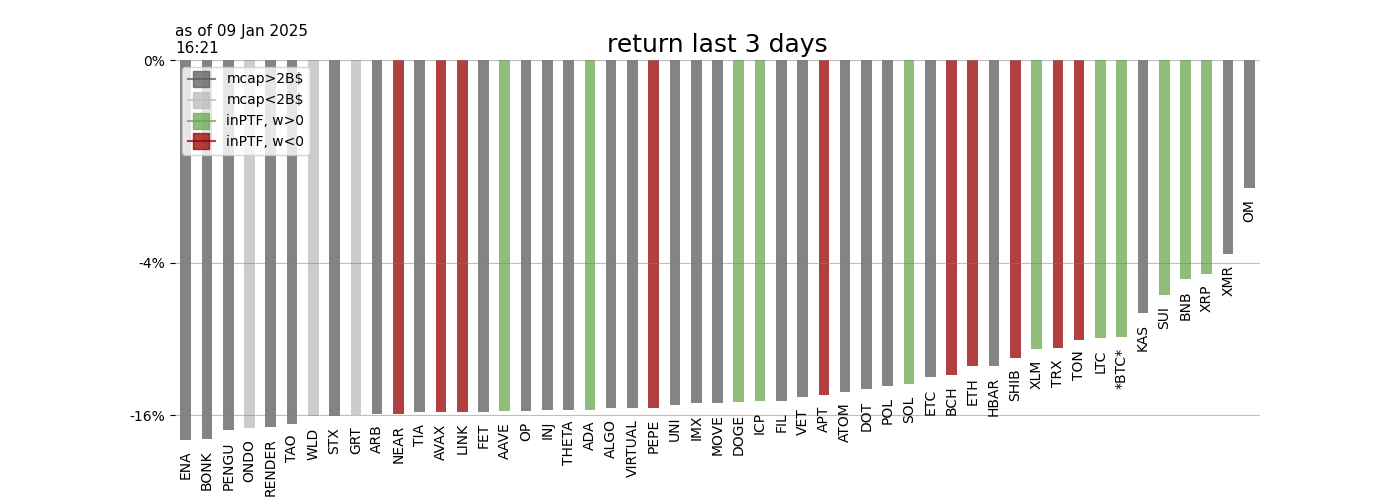 as of 09 Jan 2025
16:21
return last 3 days
0%
-4%
-16%
mcap>2B$
mcap<2B$
inPTF, w>0
inPTF, w<0
ENA
BONK
PENGU
ONDO
RENDER
TAO
WLD
STX
GRT
ARB
NEAR
TIA
AVAX
LINK
FET
AAVE
OP
INJ
THETA
ADA
ALGO
VIRTUAL
PEPE
UNI
IMX
MOVE
DOGE
ICP
FIL
VET
APT
ATOM
DOT
POL
SOL
ETC
BCH
ETH
HBAR
SHIB
XLM
TRX
TON
LTC
*BTC*
KAS
SUI
BNB
XRP
XMR
OM